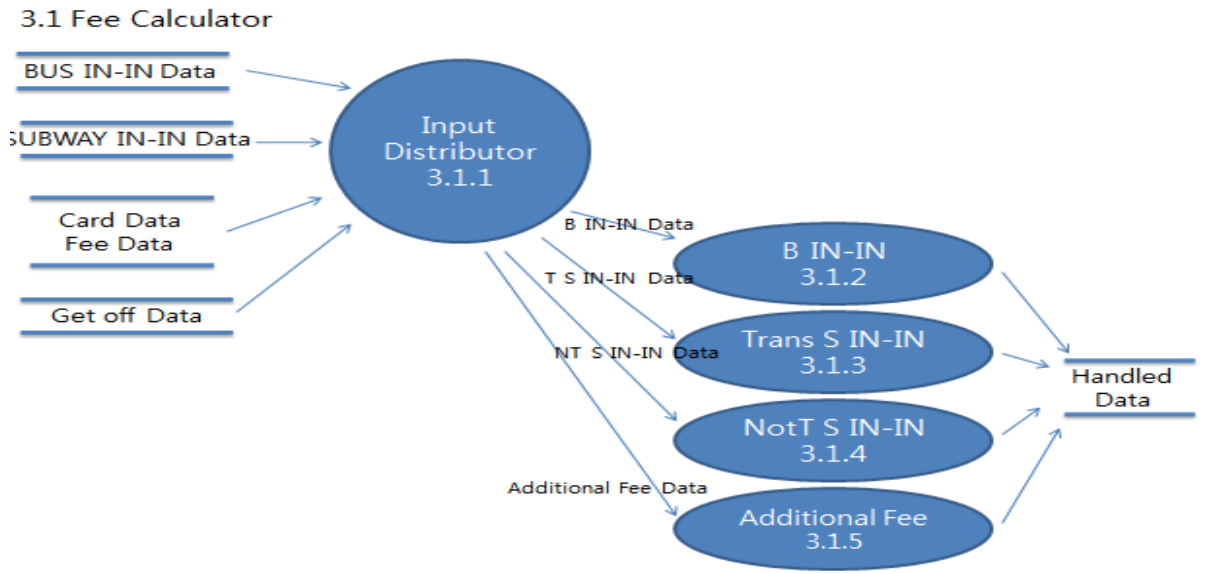 3.1 Fee Calculator
BUS IN-IN Data
SUBWAY IN-IN Data
Card Data
Fee Data
Get off Data
Input
Distributor
3.1.1
B IN-IN Data
T S IN-IN Data
NT S IN-IN Data
Additional Fee Data
B IN-IN
3.1.2
Trans S IN-IN
3.1.3
NotT S IN-IN
3.1.4
Additional Fee
3.1.5
Handled
Data